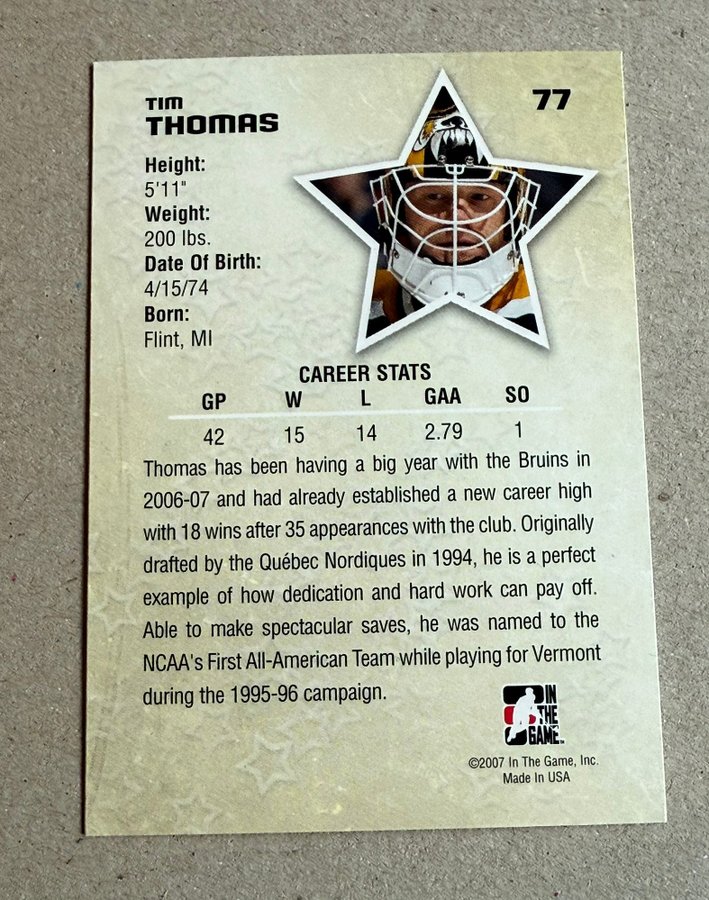 TIM
THOMAS
77
Height:
5'11"
Weight:
200 lbs.
Date Of Birth:
4/15/74
Born:
Flint, MI
CAREER STATS
GP W L GAA SO
42 15 14 2.79 1
Thomas has been having a big year with the Bruins in
2006-07 and had already established a new career high
with 18 wins after 35 appearances with the club. Originally
drafted by the Québec Nordiques in 1994, he is a perfect
example of how dedication and hard work can pay off.
Able to make spectacular saves, he was named to the
NCAA's First All-American Team while playing for Vermont
during the 1995-96 campaign.
IN
THE
GAME
©2007 In The Game, Inc.
Made In USA